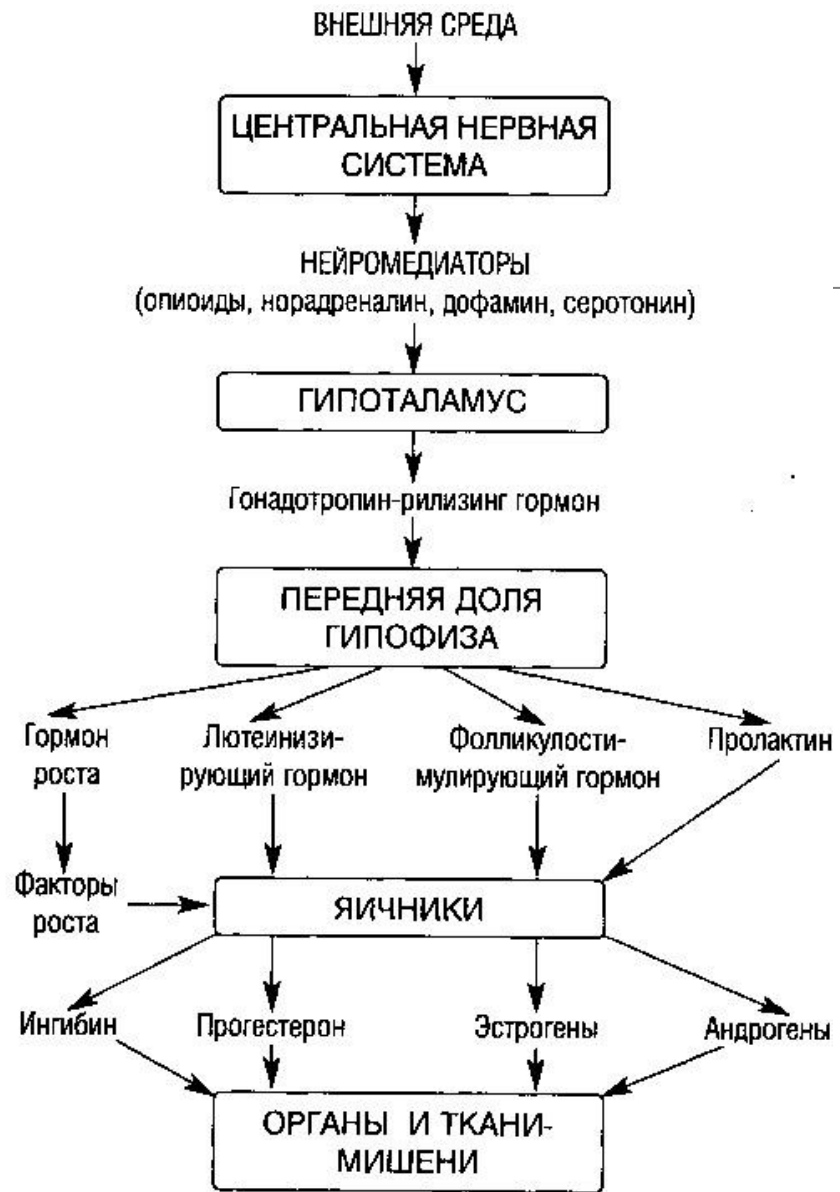 ВНЕШНЯЯ СРЕДА
ЦЕНТРАЛЬНАЯ НЕРВНАЯ
СИСТЕМА
НЕЙРОМЕДИАТОРЫ
(опиоиды, норадреналин, дофамин, серотонин)
ГИПОТАЛАМУС
Гонадотропин-рилизинг гормон
ПЕРЕДНЯЯ ДОЛЯ
ГИПОФИЗА
Гормон
роста
Лютеинизи-
рующий гормон
Фолликулости-
мулирующий гормон
Пролактин
Факторы
роста
ЯИЧНИКИ
Ингибин
Прогестерон
Эстрогены
Андрогены
ОРГАНЫ И ТКАНИ-
МИШЕНИ